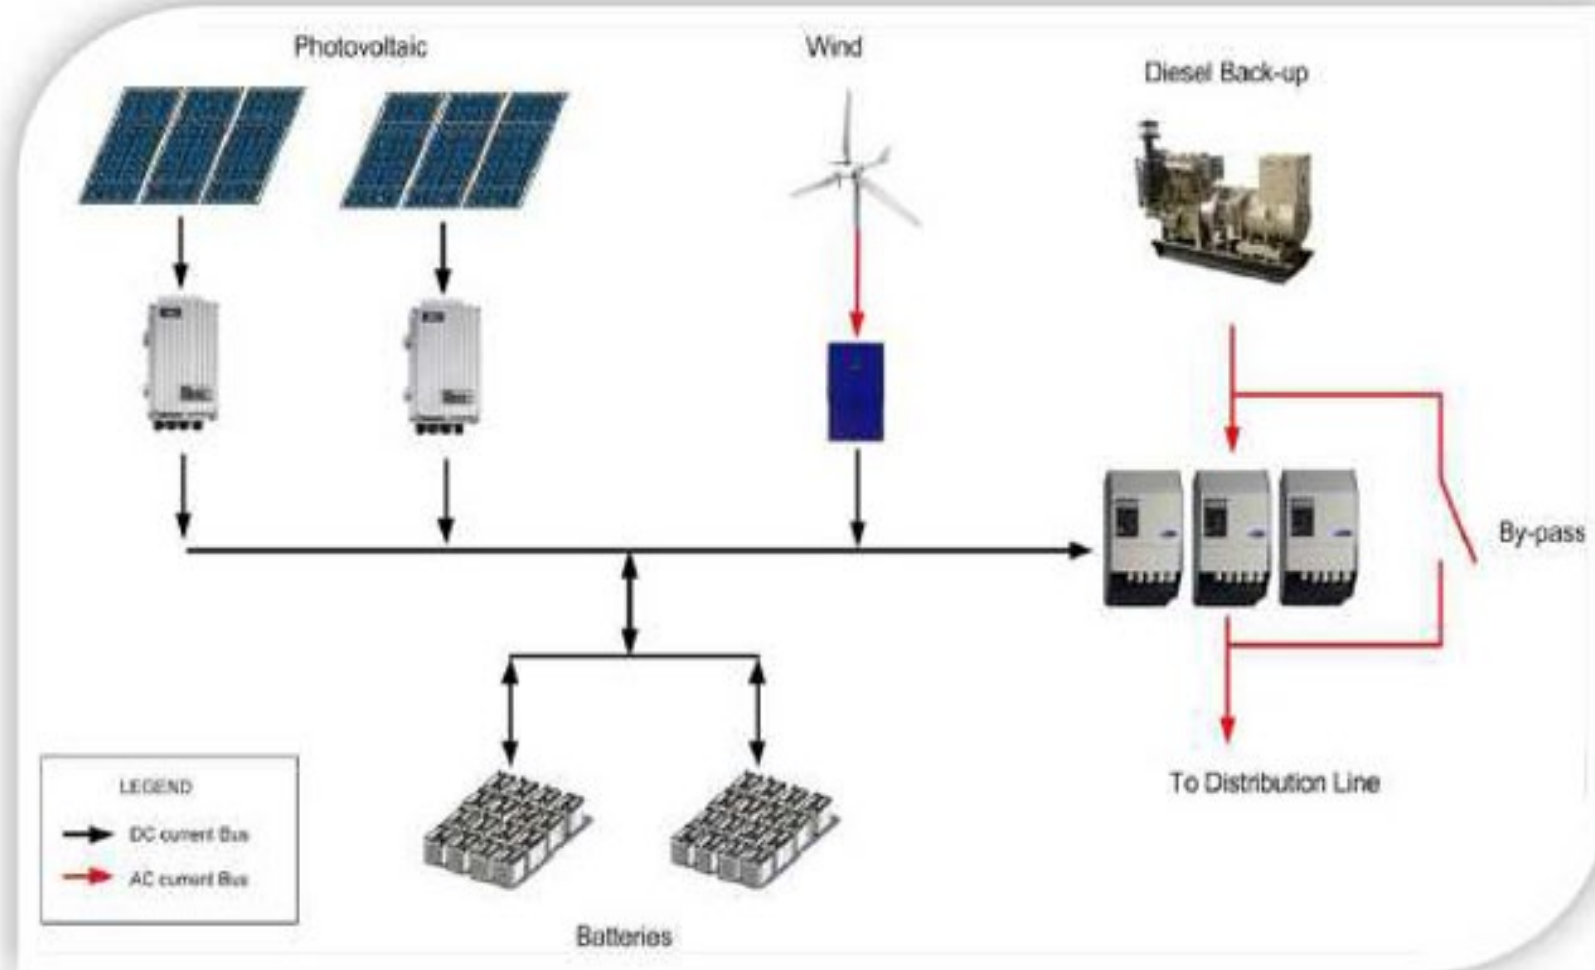 Photovoltaic
Wind
Diesel Back-up
By-pass
To Distribution Line
LEGEND
DC current Bus
AC current Bus
Batteries